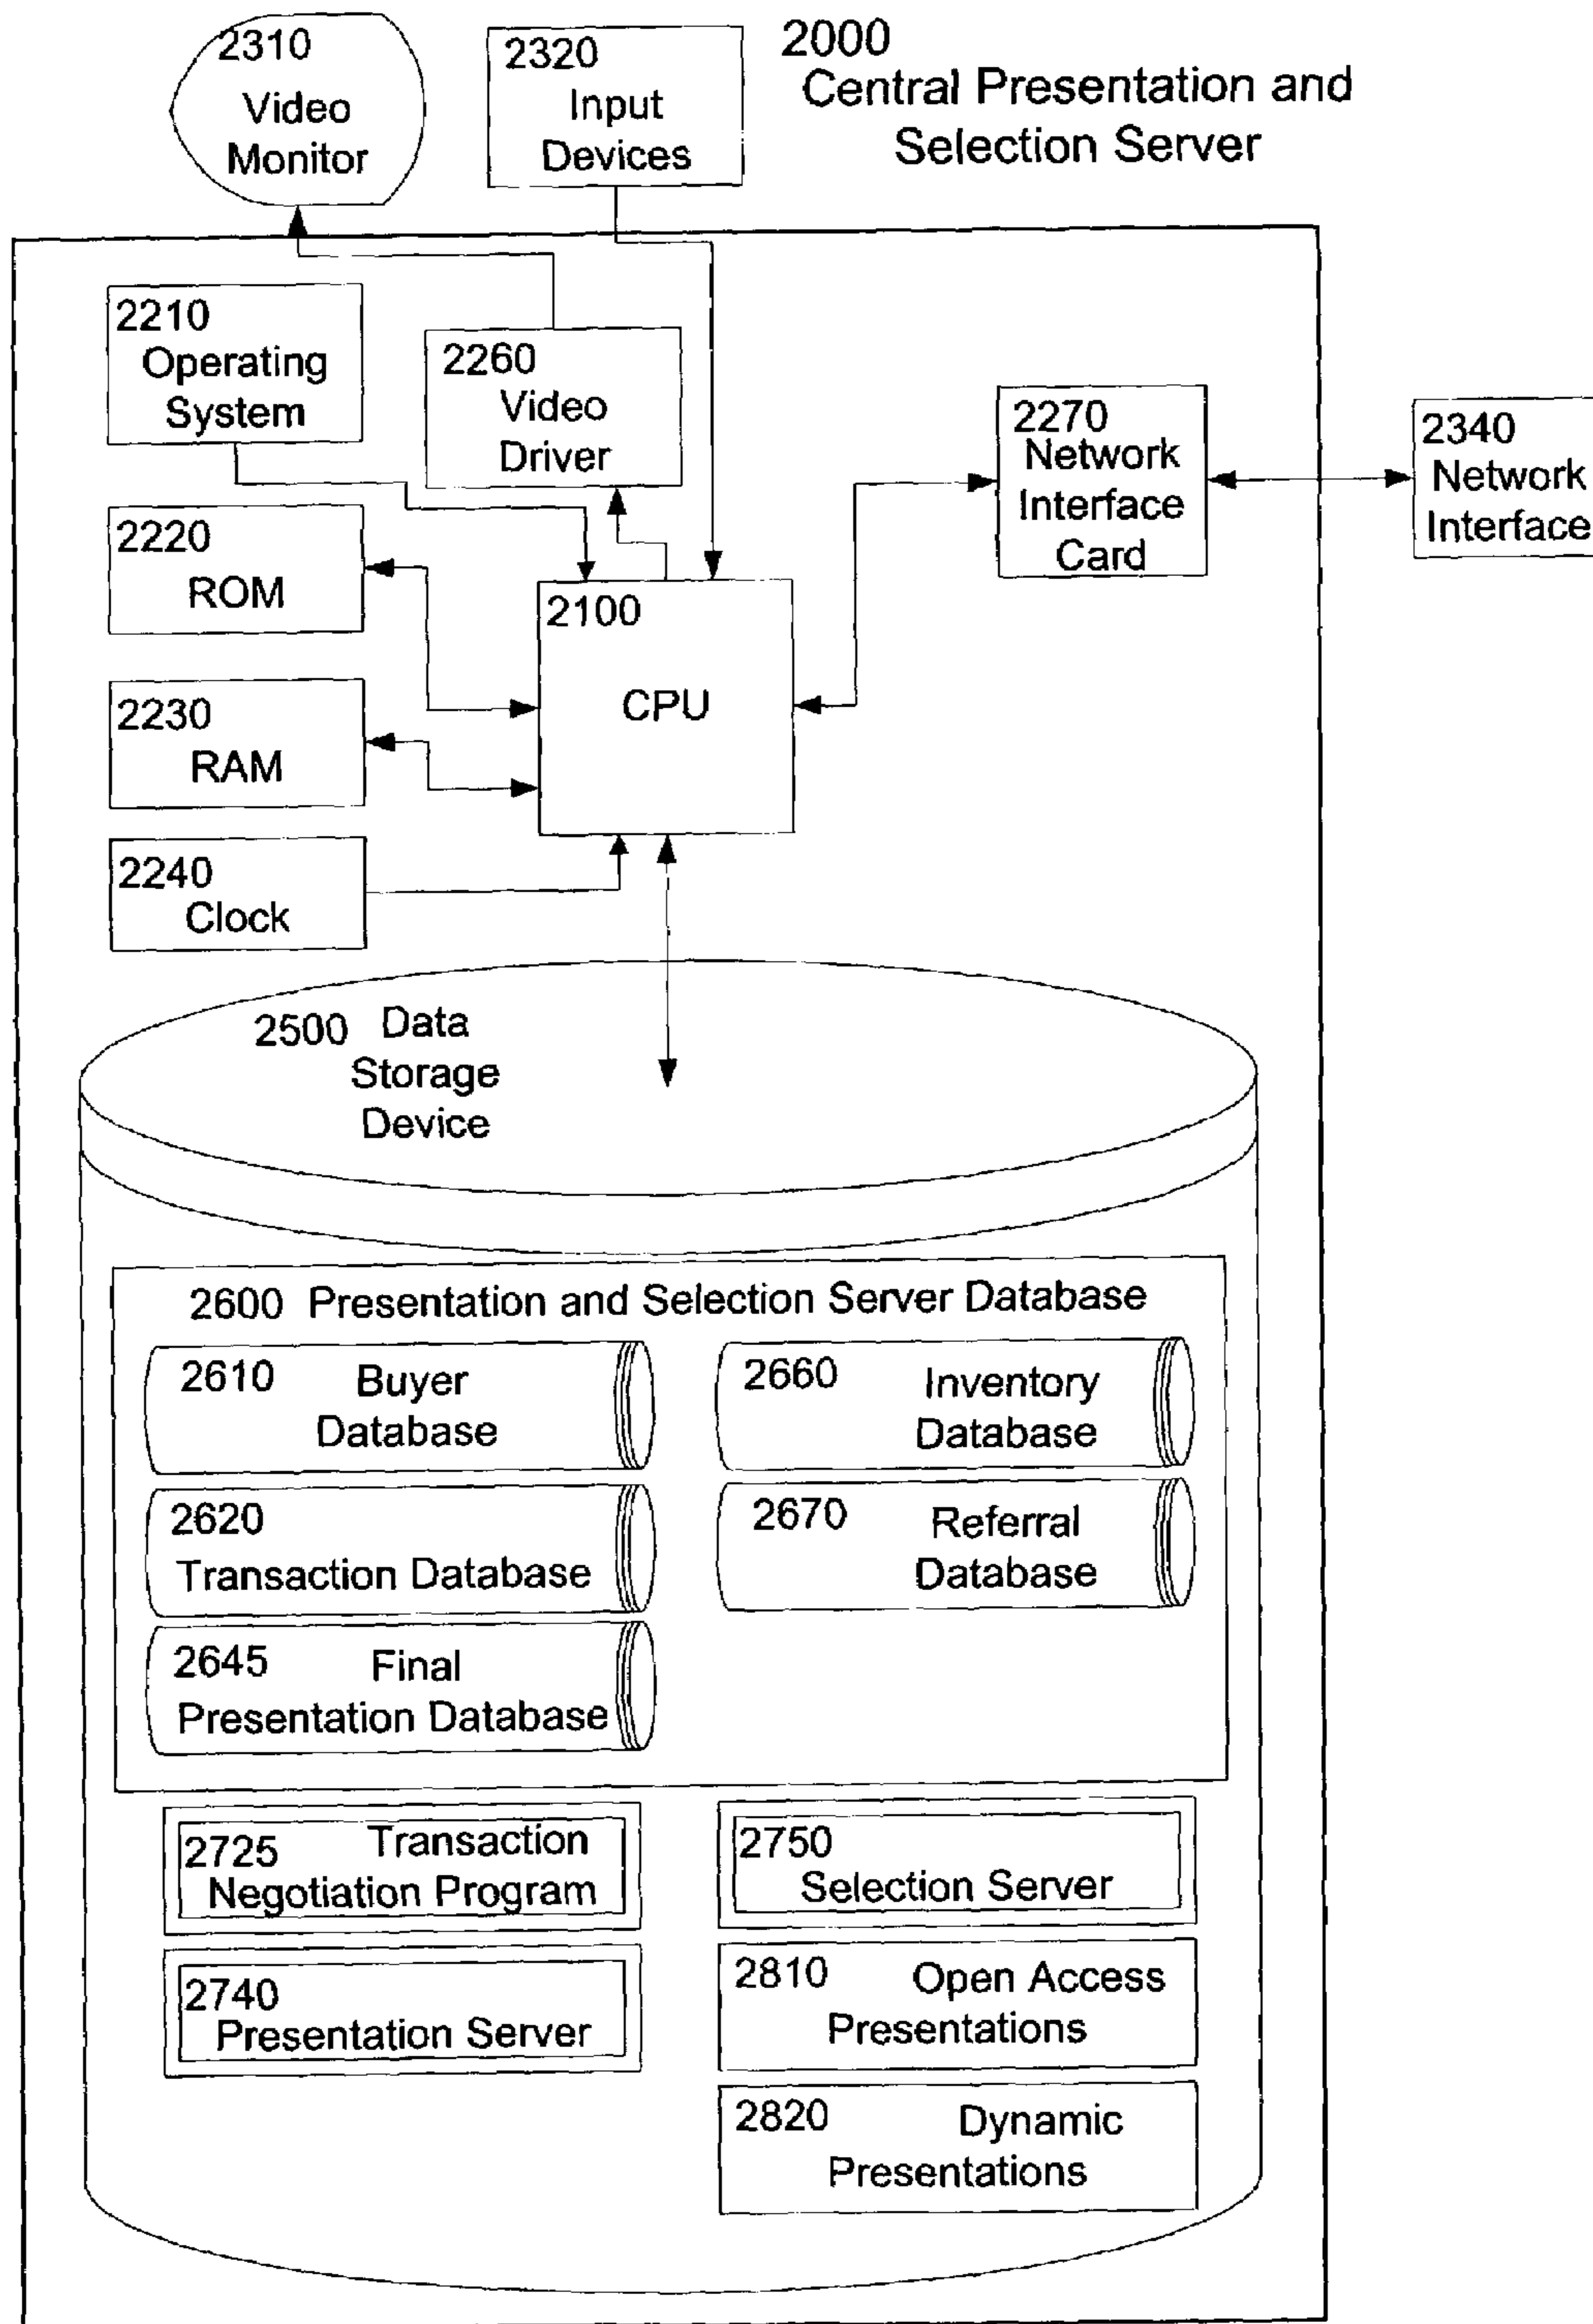 2310
Video
Monitor
2320
Input
Devices
2000
Central Presentation and
Selection Server
2210
Operating
System
2260
Video
Driver
2270
Network
Interface
Card
2340
Network
Interface
2220
ROM
2100
CPU
2230
RAM
2240
Clock
2500 Data
Storage
Device
2600 Presentation and Selection Server Database
2610 Buyer
Database
2660 Inventory
Database
2620
Transaction Database
2670 Referral
Database
2645 Final
Presentation Database
2725 Transaction
Negotiation Program
2750
Selection Server
2740
Presentation Server
2810 Open Access
Presentations
2820 Dynamic
Presentations